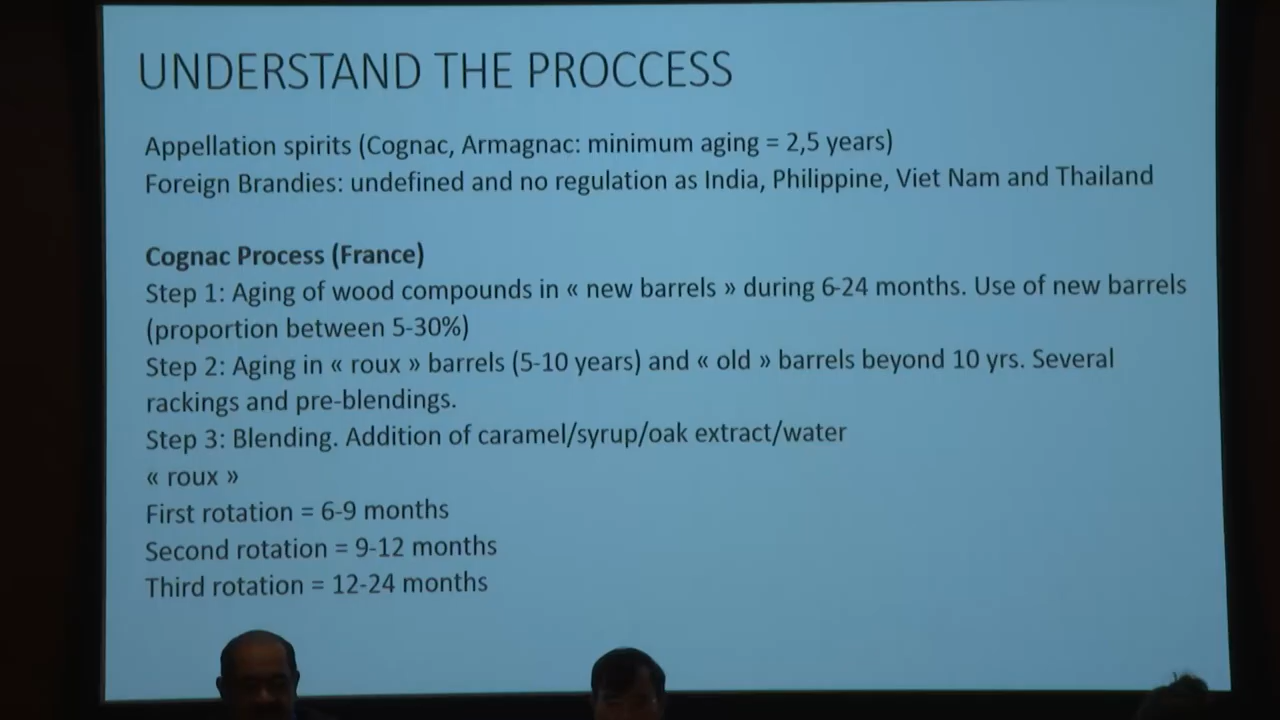 UNDERSTAND THE PROCCESS
Appellation spirits (Cognac, Armagnac: minimum aging = 2,5 years)
Foreign Brandies: undefined and no regulation as India, Philippine, Viet Nam and Thailand
Cognac Process (France)
Step 1: Aging of wood compounds in « new barrels » during 6-24 months. Use of new barrels
(proportion between 5-30%)
Step 2: Aging in « roux » barrels (5-10 years) and « old » barrels beyond 10 yrs. Several
rackings and pre-blendings.
Step 3: Blending. Addition of caramel/syrup/oak extract/water
« roux »
First rotation = 6-9 months
Second rotation = 9-12 months
Third rotation = 12-24 months